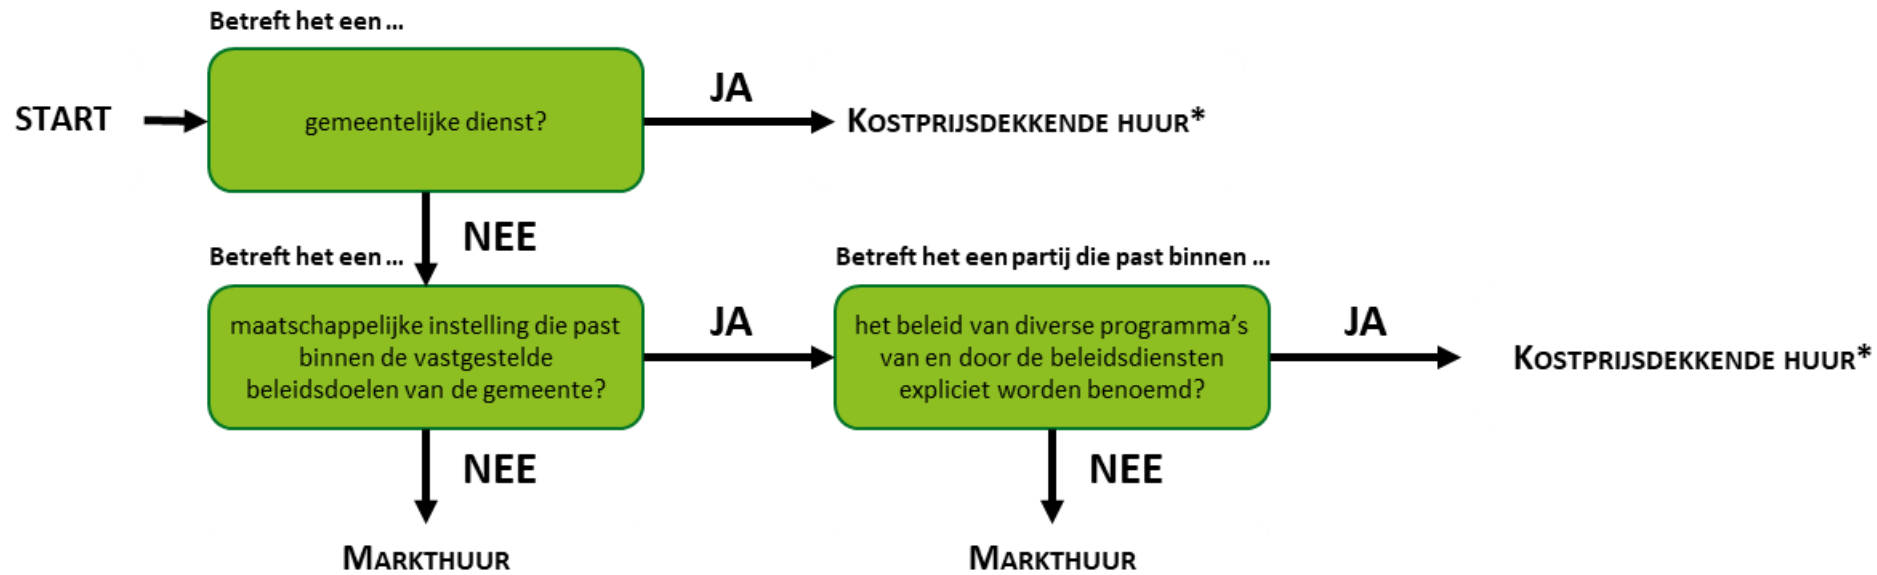 Betreft het een ...
START
gemeentelijke dienst?
JA
KOSTPRIJSDEKKENDE HUUR*
NEE
Betreft het een ...
maatschappelijke instelling die past
binnen de vastgestelde
beleidsdoelen van de gemeente?
JA
Betreft het een partij die past binnen ...
het beleid van diverse programma's
van en door de beleidsdiensten
expliciet worden benoemd?
JA
KOSTPRIJSDEKKENDE HUUR*
NEE
MARKTHUUR
NEE
MARKTHUUR